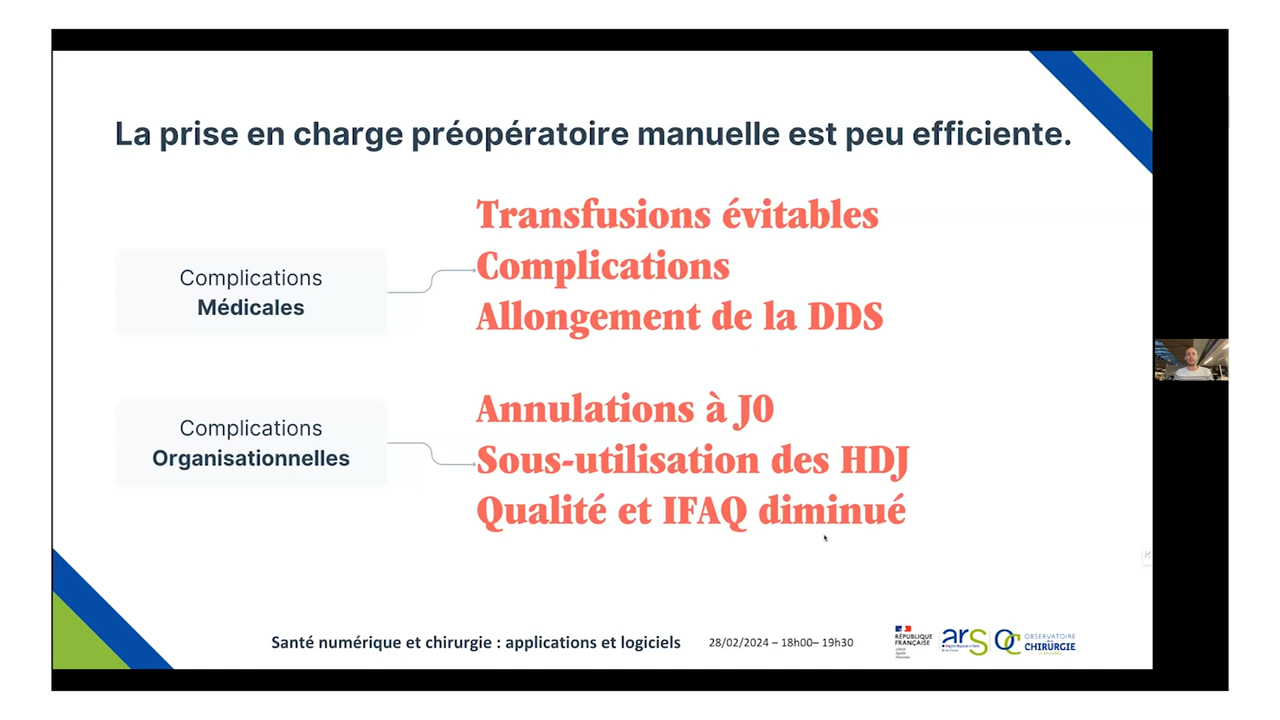 La prise en charge préopératoire manuelle est peu efficiente.
Complications
Médicales
Transfusions évitables
Complications
Allongement de la DDS
Complications
Organisationnelles
Annulations à J0
Sous-utilisation des HDJ
Qualité et IFAQ diminué
Santé numérique et chirurgie : applications et logiciels
28/02/2024 – 18h00– 19h30
RÉPUBLIQUE
FRANÇAISE
ars
OC
OBSERVATOIRE
CHIRURGIE